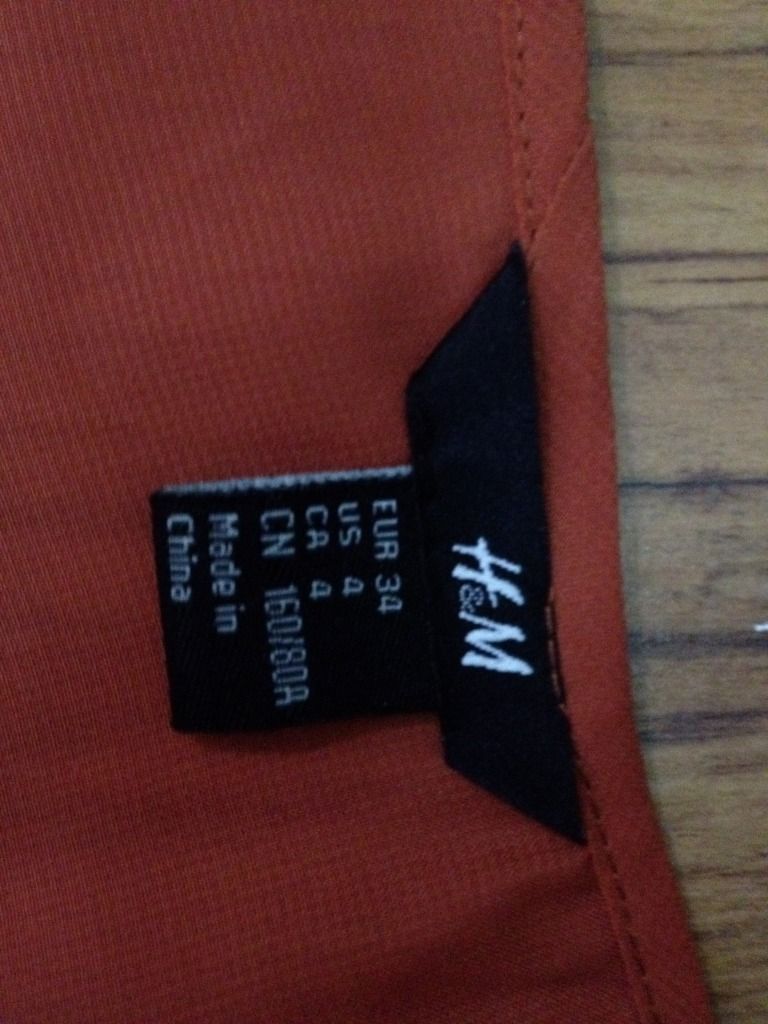 H&M
EUR 34
US 4
CA 4
CN 160/80A
Made in
China